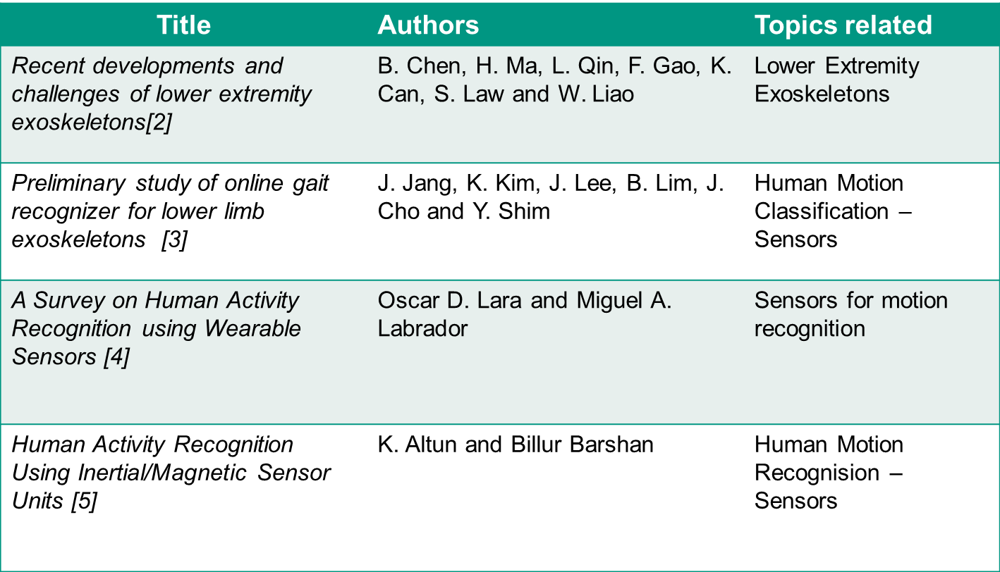 Title Authors Topics related
Recent developments and
challenges of lower extremity
exoskeletons[2]
B. Chen, H. Ma, L. Qin, F. Gao, K.
Can, S. Law and W. Liao
Lower Extremity
Exoskeletons
Preliminary study of online gait
recognizer for lower limb
exoskeletons [3]
J. Jang, K. Kim, J. Lee, B. Lim, J.
Cho and Y. Shim
Human Motion
Classification –
Sensors
A Survey on Human Activity
Recognition using Wearable
Sensors [4]
Oscar D. Lara and Miguel A.
Labrador
Sensors for motion
recognition
Human Activity Recognition
Using Inertial/Magnetic Sensor
Units [5]
K. Altun and Billur Barshan
Human Motion
Recognision –
Sensors